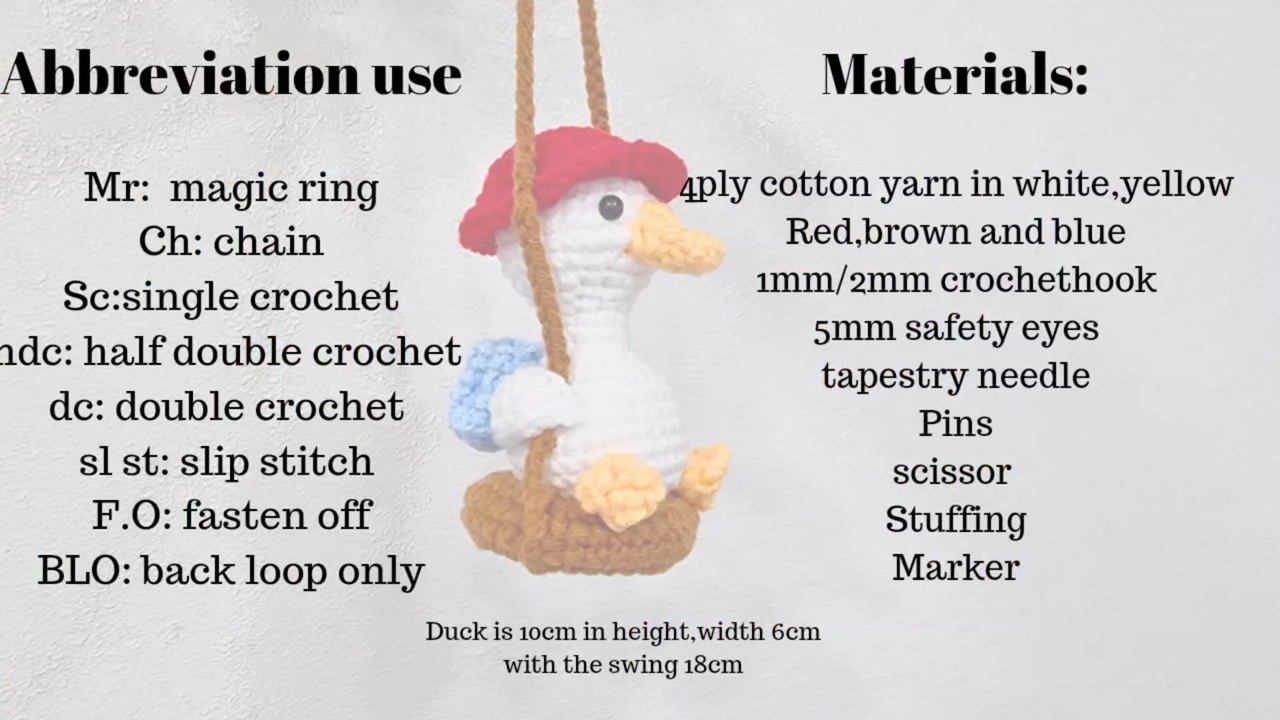 Abbreviation use
Mr: magic ring
Ch: chain
Sc:single crochet
hdc: half double crochet
dc: double crochet
sl st: slip stitch
F.O: fasten off
BLO: back loop only
Materials:
4ply cotton yarn in white,yellow
Red,brown and blue
1mm/2mm crochethook
5mm safety eyes
tapestry needle
Pins
scissor
Stuffing
Marker
Duck is 10cm in height,width 6cm
with the swing 18cm